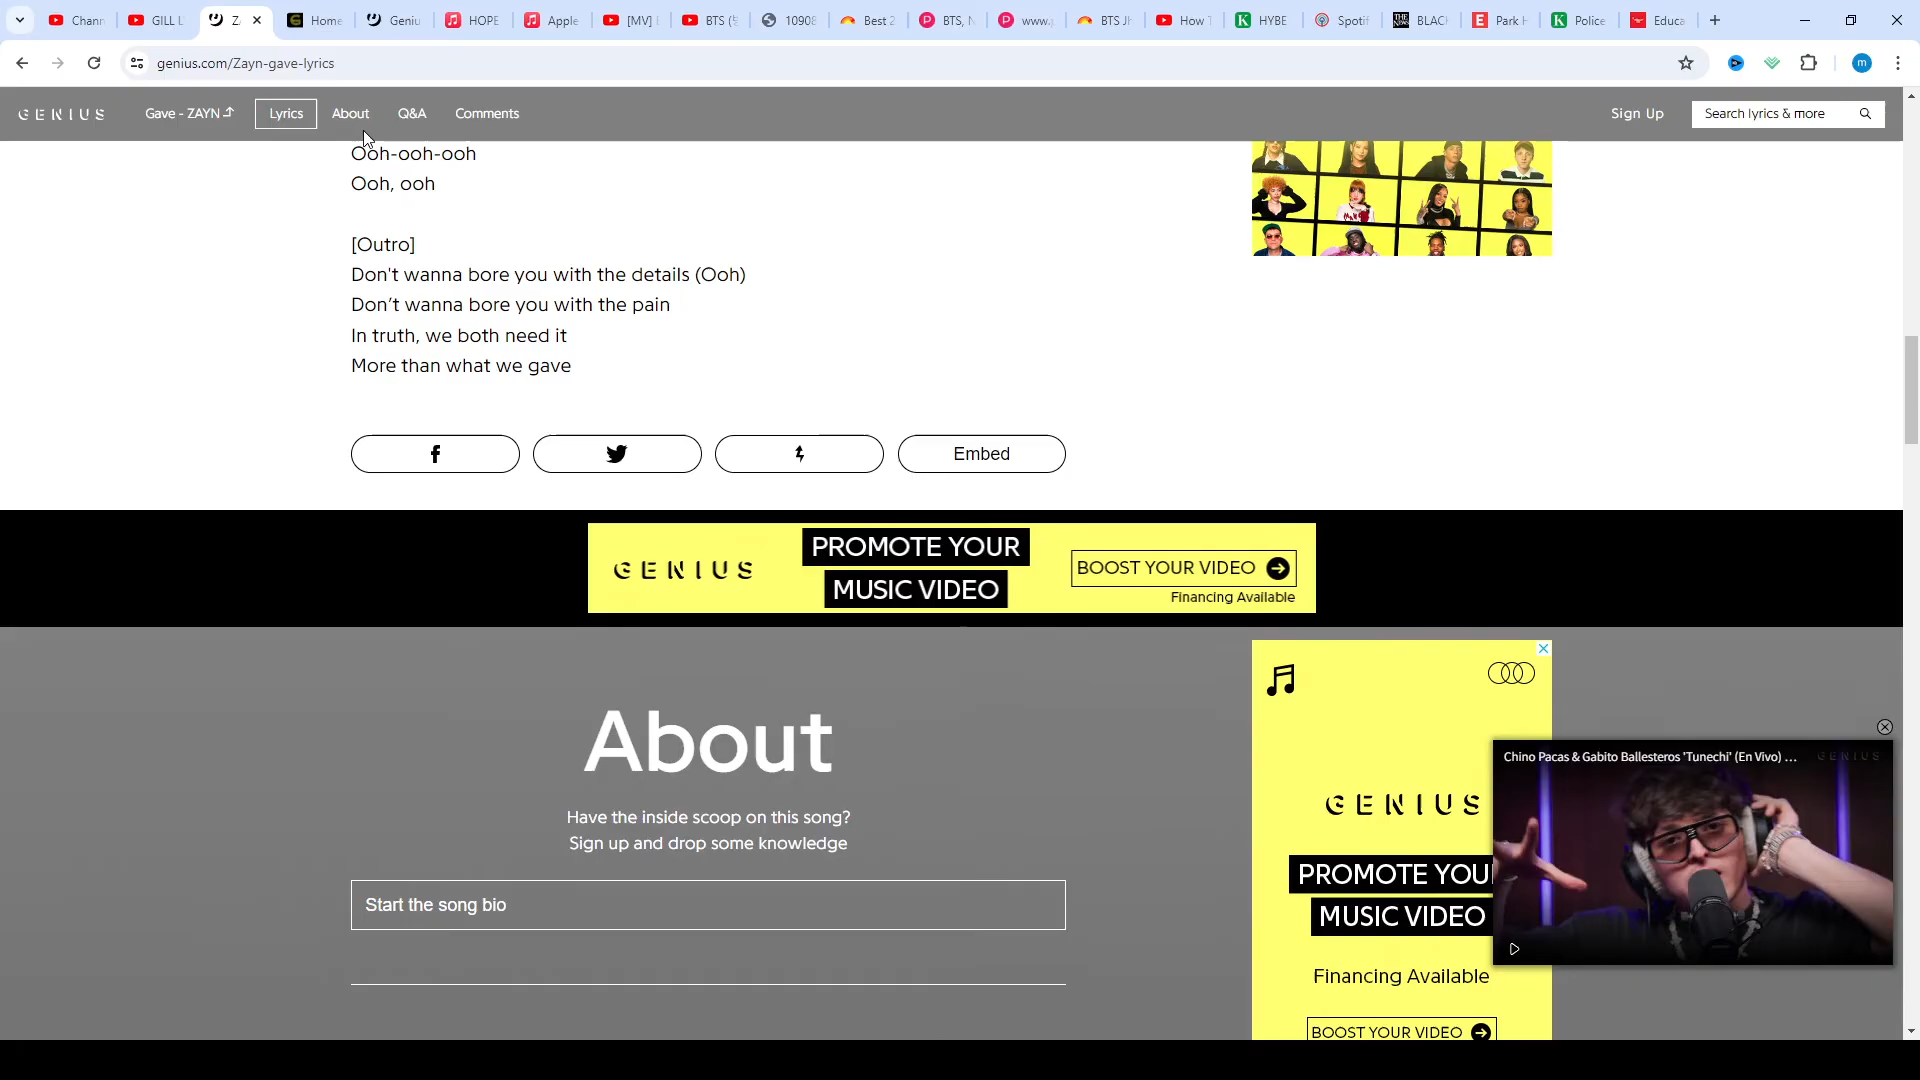 Chann
GILL L
Z
Home
Geniu
HOPE
Apple
[MV]
BTS (
1090
Best 2
BTS, N
www.
BTS Jh
How T
HYBE
Spotif
BLAC
Park H
Police
Educa
genius.com/Zayn-gave-lyrics
m
GENIUS
Gave - ZAYN
Lyrics
About
Q&A
Comments
Sign Up
Search lyrics & more
Ooh-ooh-ooh
Ooh, ooh
[Outro]
Don't wanna bore you with the details (Ooh)
Don’t wanna bore you with the pain
In truth, we both need it
More than what we gave
Embed
GENIUS
PROMOTE YOUR
MUSIC VIDEO
BOOST YOUR VIDEO
Financing Available
About
Have the inside scoop on this song?
Sign up and drop some knowledge
Start the song bio
GENIUS
PROMOTE YOU
MUSIC VIDEO
Financing Available
BOOST YOUR VIDEO
Chino Pacas & Gabito Ballesteros 'Tunechi' (En Vivo) ...
GENIUS